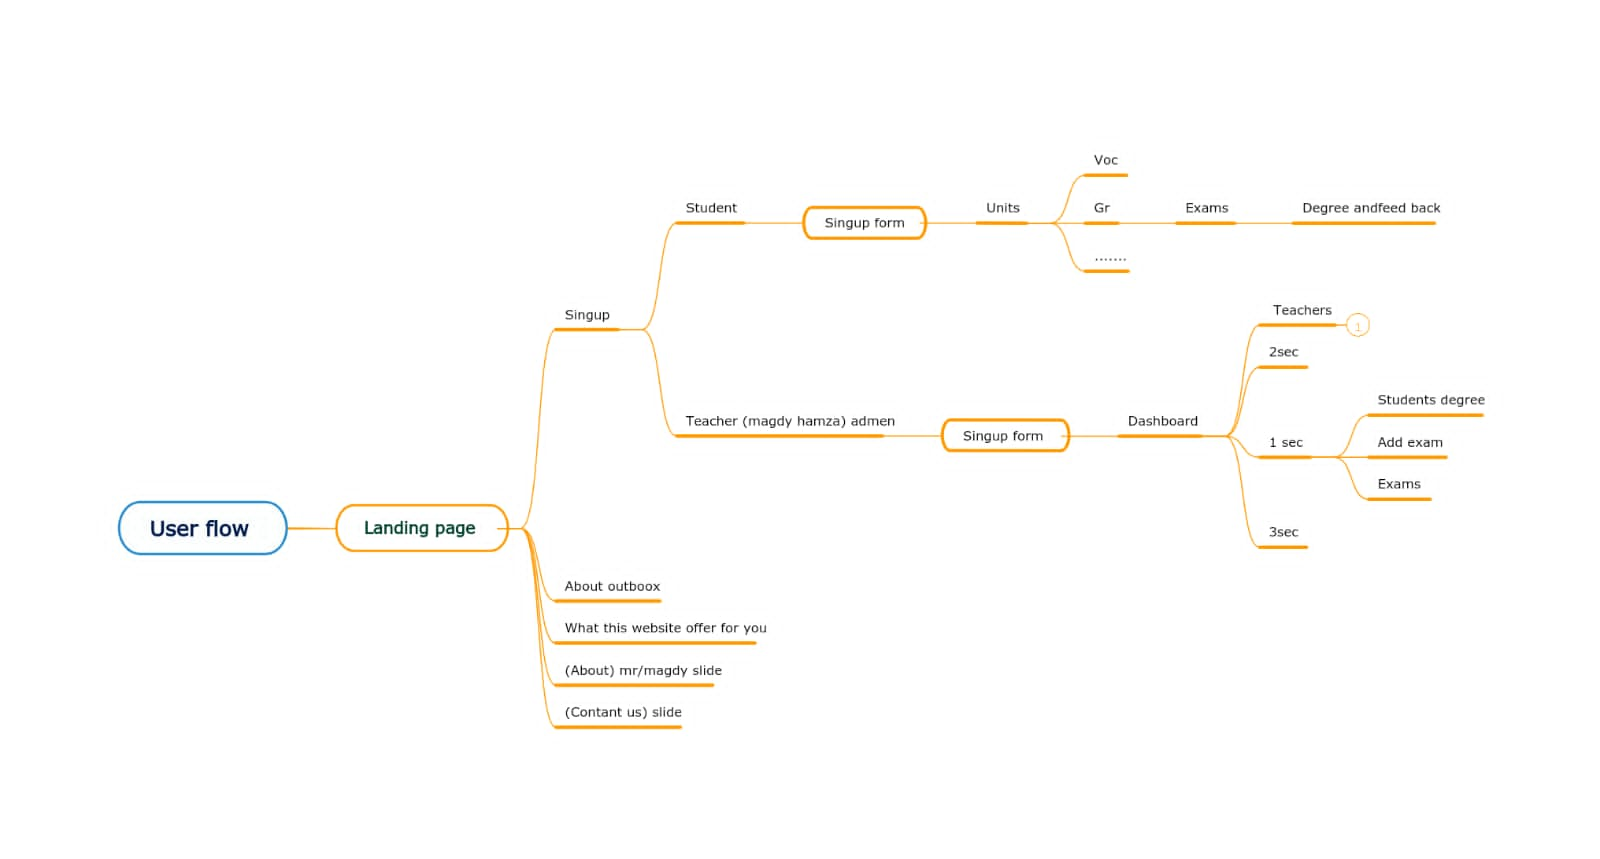 Voc
Student
Singup form
Units
Gr
Exams
Degree andfeed back
.......
Singup
Teachers
1
2sec
Students degree
Teacher (magdy hamza) admen
Singup form
Dashboard
1 sec
Add exam
Exams
3sec
User flow
Landing page
About outboox
What this website offer for you
(About) mr/magdy slide
(Contant us) slide